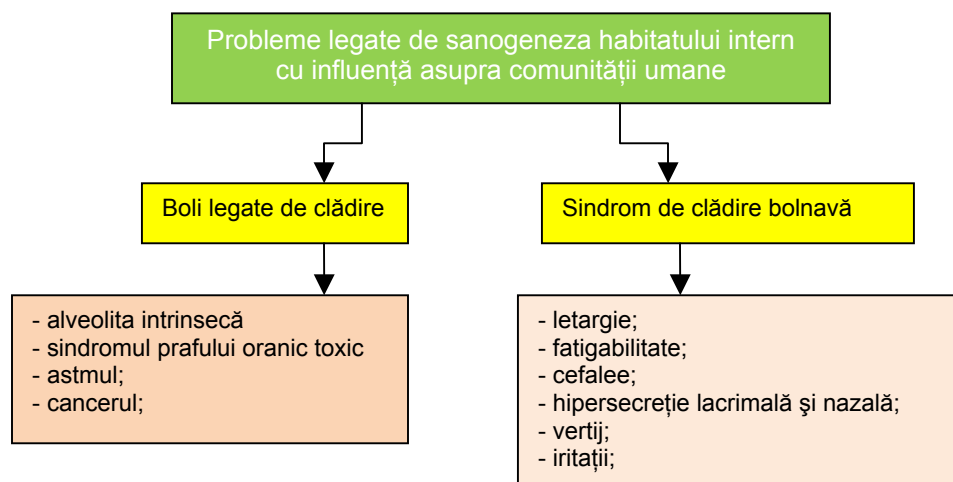 Probleme legate de sanogeneza habitatului intern
cu influență asupra comunității umane
Boli legate de clădire
Sindrom de clădire bolnavă
- alveolita intrinsecă
- sindromul prafului oranic toxic
- astmul;
- cancerul;
- letargie;
- fatigabilitate;
- cefalee;
- hipersecreție lacrimală şi nazală;
- vertij;
- iritații;